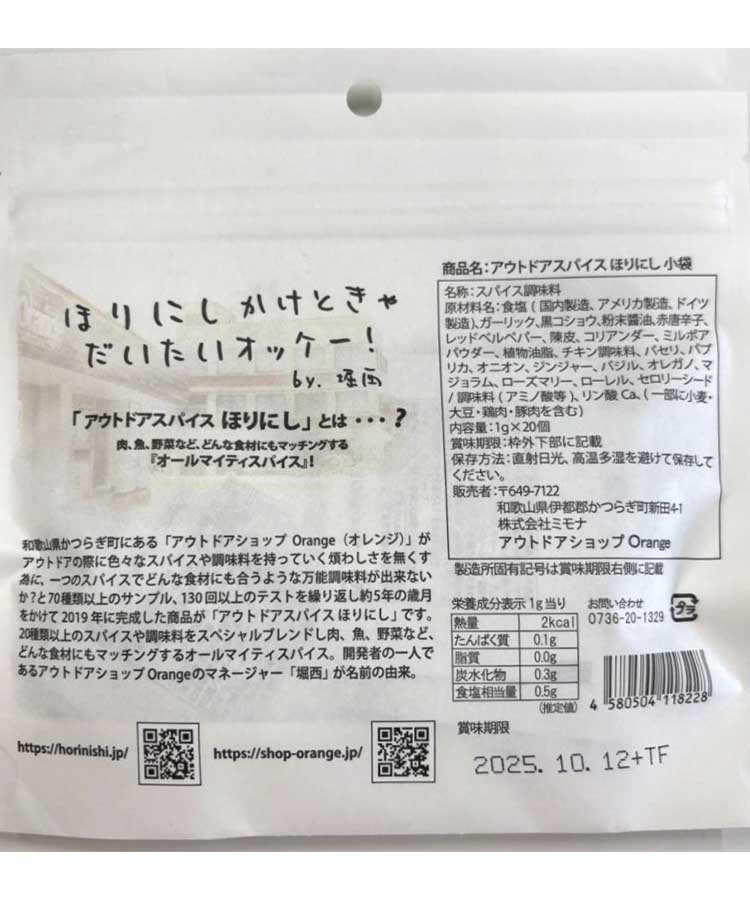 ほりにしかけときゃ
だいたいオッケー!
by. 堀西
「アウトドアスパイス ほりにし」とは・・・?
肉、魚、野菜など、どんな食材にもマッチングする
『オールマイティスパイス』!
和歌山県かつらぎ町にある「アウトドアショップ Orange（オレンジ）」が
アウトドアの際に色々なスパイスや調味料を持っていく煩わしさを無くす
為に、一つのスパイスでどんな食材にも合うような万能調味料が出来ない
か?と70種類以上のサンプル、130回以上のテストを繰り返し約5年の歳月
をかけて2019年に完成した商品が「アウトドアスパイス ほりにし」です。
20種類以上のスパイスや調味料をスペシャルブレンドし肉、魚、野菜など、
どんな食材にもマッチングするオールマイティスパイス。開発者の一人で
あるアウトドアショップ Orangeのマネージャー「堀西」が名前の由来。
https://horinishi.jp/
https://shop-orange.jp/
商品名:アウトドアスパイス ほりにし 小袋
名称:スパイス調味料
原材料名:食塩(国内製造、アメリカ製造、ドイツ
製造)、ガーリック、黒コショウ、粉末醤油、赤唐辛子、
レッドベルペパー、陳皮、コリアンダー、ミルポア
パウダー、植物油脂、チキン調味料、パセリ、パプ
リカ、オニオン、ジンジャー、バジル、オレガノ、マ
ジョラム、ローズマリー、ローレル、セロリーシード
/調味料(アミノ酸等)、リン酸Ca、(一部に小麦・
大豆・鶏肉・豚肉を含む)
内容量:1g×20個
賞味期限:枠外下部に記載
保存方法:直射日光、高温多湿を避けて保存して
ください。
販売者:〒649-7122
和歌山県伊都郡かつらぎ町新田4-1
株式会社ミモナ
アウトドアショップ Orange
製造所固有記号は賞味期限右側に記載
栄養成分表示 1g当り
熱量 2kcal
たんぱく質 0.1g
脂質 0.0g
炭水化物 0.3g
食塩相当量 0.5g
(推定値)
お問い合わせ
0736-20-1329
プラ
4 580504 118228
賞味期限
2025. 10. 12+TF